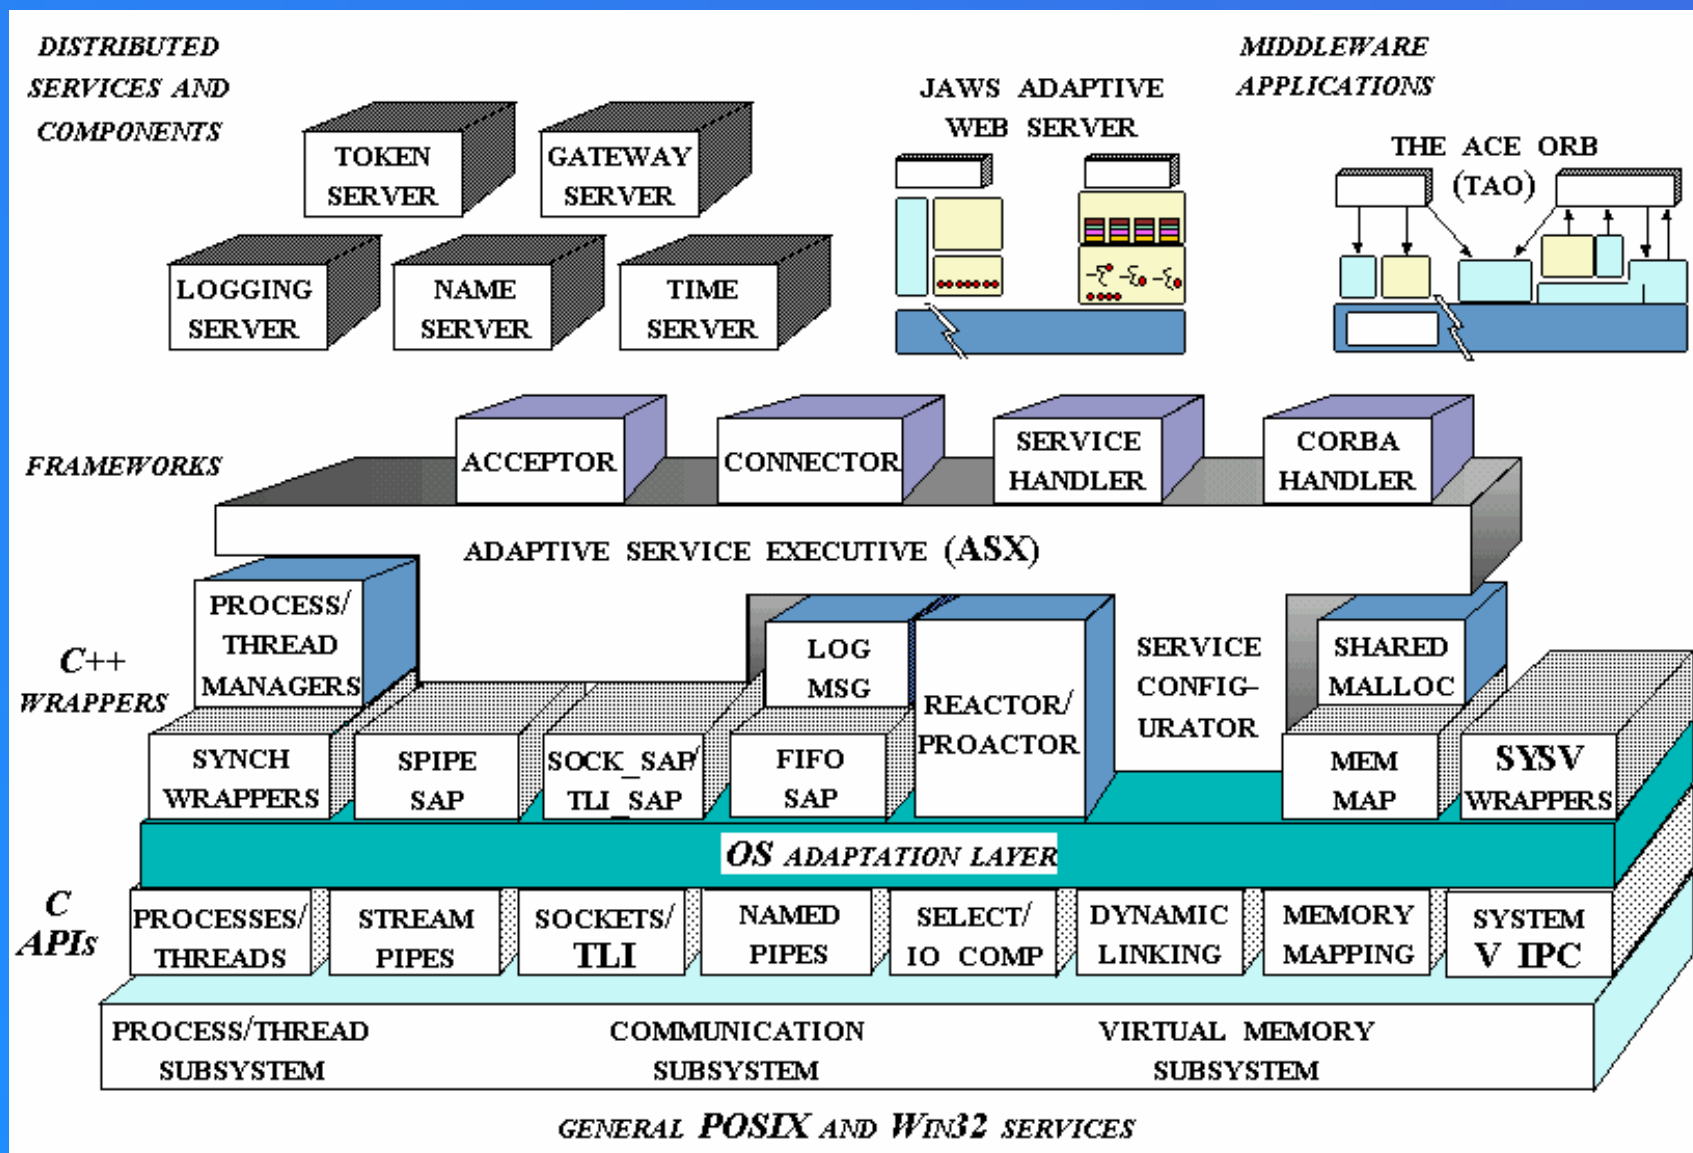 DISTRIBUTED
SERVICES AND
COMPONENTS
TOKEN
SERVER
GATEWAY
SERVER
LOGGING
SERVER
NAME
SERVER
TIME
SERVER
JAWS ADAPTIVE
WEB SERVER
MIDDLEWARE
APPLICATIONS
THE ACE ORB
(TAO)
FRAMEWORKS
ACCEPTOR
CONNECTOR
SERVICE
HANDLER
CORBA
HANDLER
ADAPTIVE SERVICE EXECUTIVE (ASX)
C++
WRAPPERS
PROCESS/
THREAD
MANAGERS
LOG
MSG
REACTOR/
PROACTOR
SERVICE
CONFIG-
URATOR
SHARED
MALLOC
SYNCH
WRAPPERS
SPIPE
SAP
SOCK_SAP/
TLI_SAP
FIFO
SAP
MEM
MAP
SYSV
WRAPPERS
OS ADAPTATION LAYER
C
APIs
PROCESSES/
THREADS
STREAM
PIPES
SOCKETS/
TLI
NAMED
PIPES
SELECT/
IO COMP
DYNAMIC
LINKING
MEMORY
MAPPING
SYSTEM
V IPC
PROCESS/THREAD
SUBSYSTEM
COMMUNICATION
SUBSYSTEM
VIRTUAL MEMORY
SUBSYSTEM
GENERAL POSIX AND WIN32 SERVICES